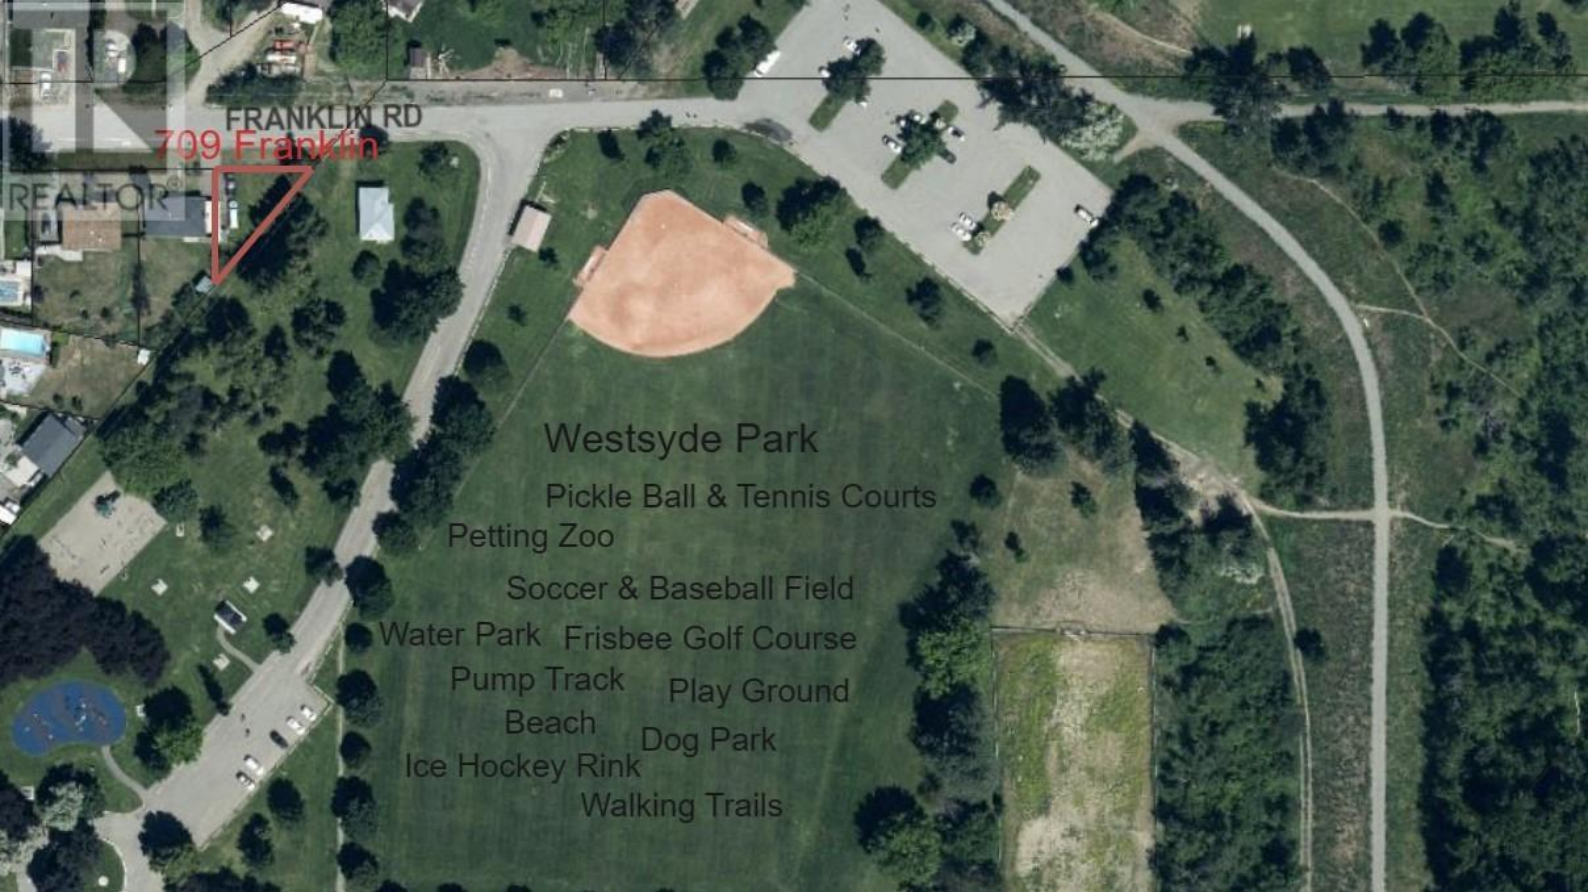 FRANKLIN RD
709 Franklin
REALTOR®
Westsyde Park
Pickle Ball & Tennis Courts
Petting Zoo
Soccer & Baseball Field
Water Park Frisbee Golf Course
Pump Track Play Ground
Beach
Dog Park
Ice Hockey Rink
Walking Trails